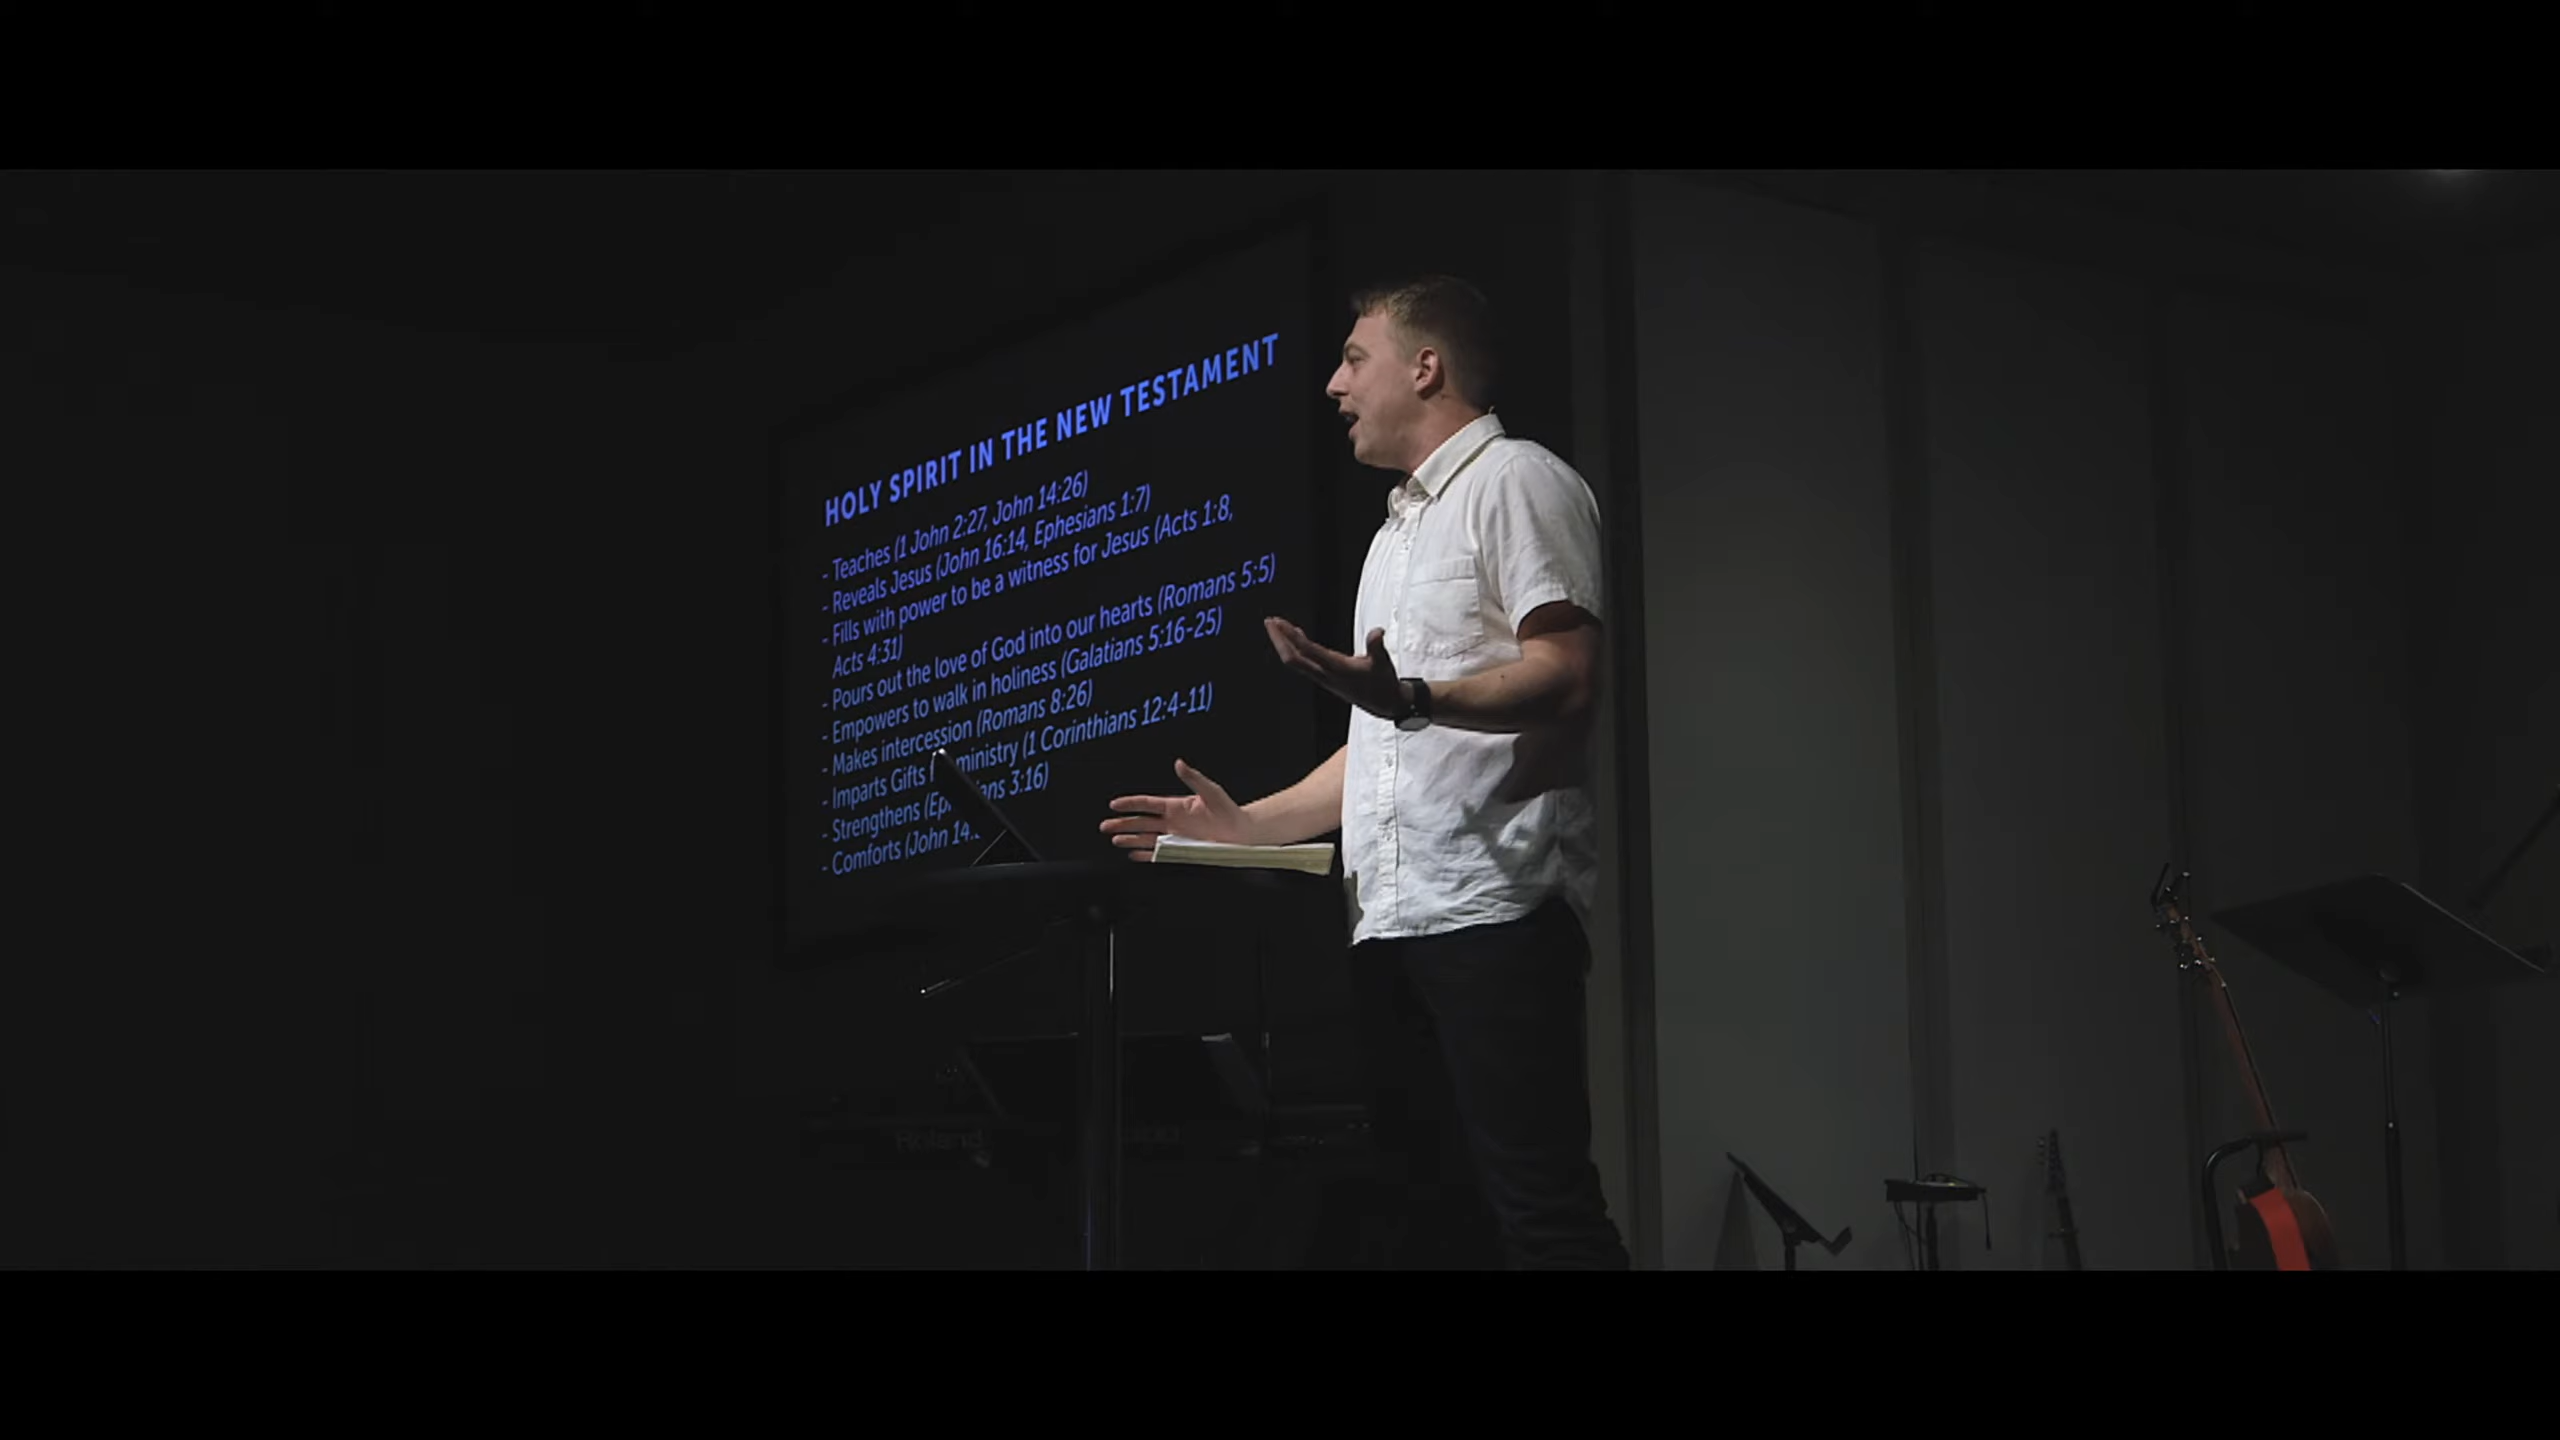 HOLY SPIRIT IN THE NEW TESTAMENT
- Teaches (1 John 2:27, John 14:26)
- Reveals Jesus (John 16:14, Ephesians 1:7)
- Fills with power to be a witness for Jesus (Acts 1:8,
Acts 4:31)
- Pours out the love of God into our hearts (Romans 5:5)
- Empowers to walk in holiness (Galatians 5:16-25)
- Makes intercession (Romans 8:26)
- Imparts Gifts ministry (1 Corinthians 12:4-11)
- Strengthens (Ephesians 3:16)
- Comforts (John
Roland